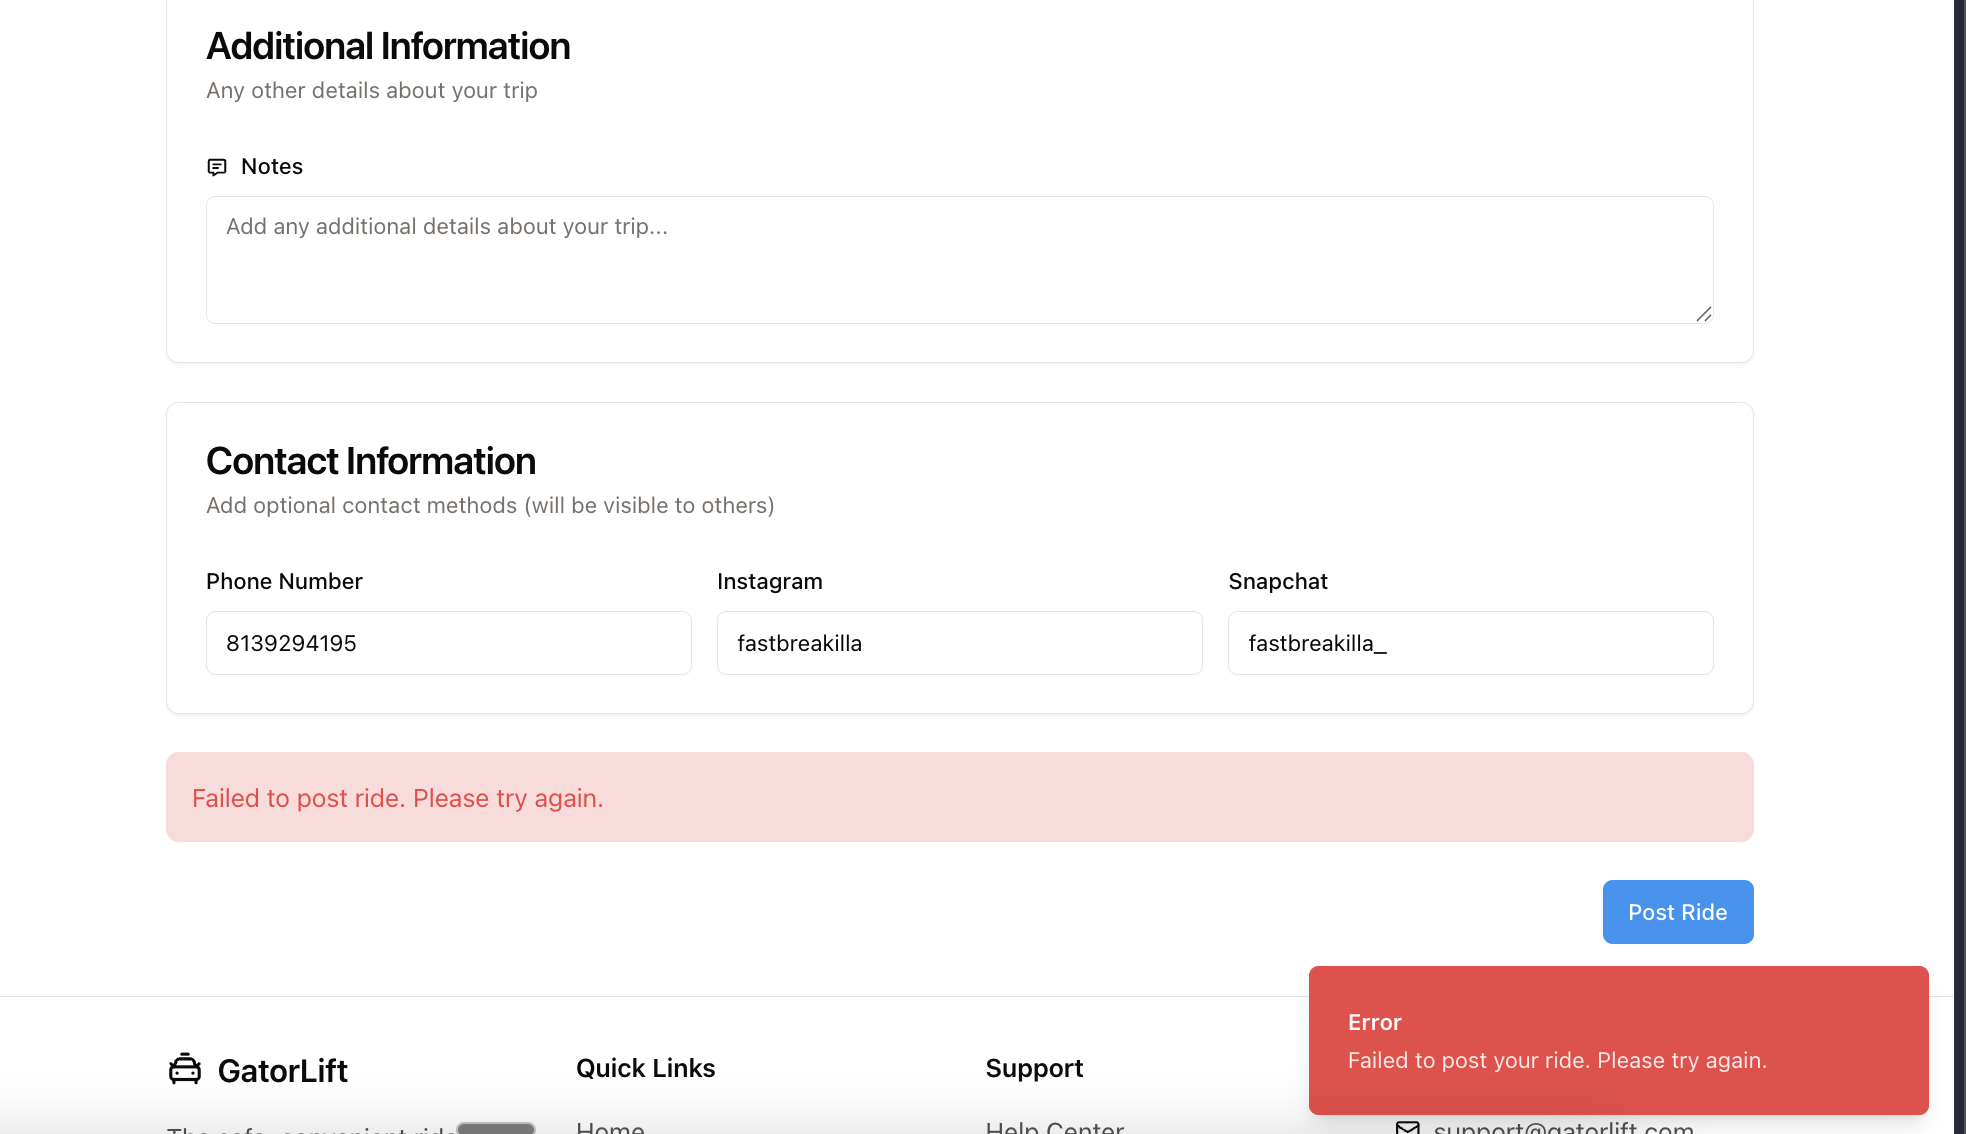 Additional Information
Any other details about your trip
Notes
Add any additional details about your trip...
Contact Information
Add optional contact methods (will be visible to others)
Phone Number
Instagram
Snapchat
8139294195
fastbreakilla
fastbreakilla_
Failed to post ride. Please try again.
Post Ride
Error
Failed to post your ride. Please try again.
GatorLift
Quick Links
Support
The safe, convenient ride
Home
Help Center
support@gatorlift.com